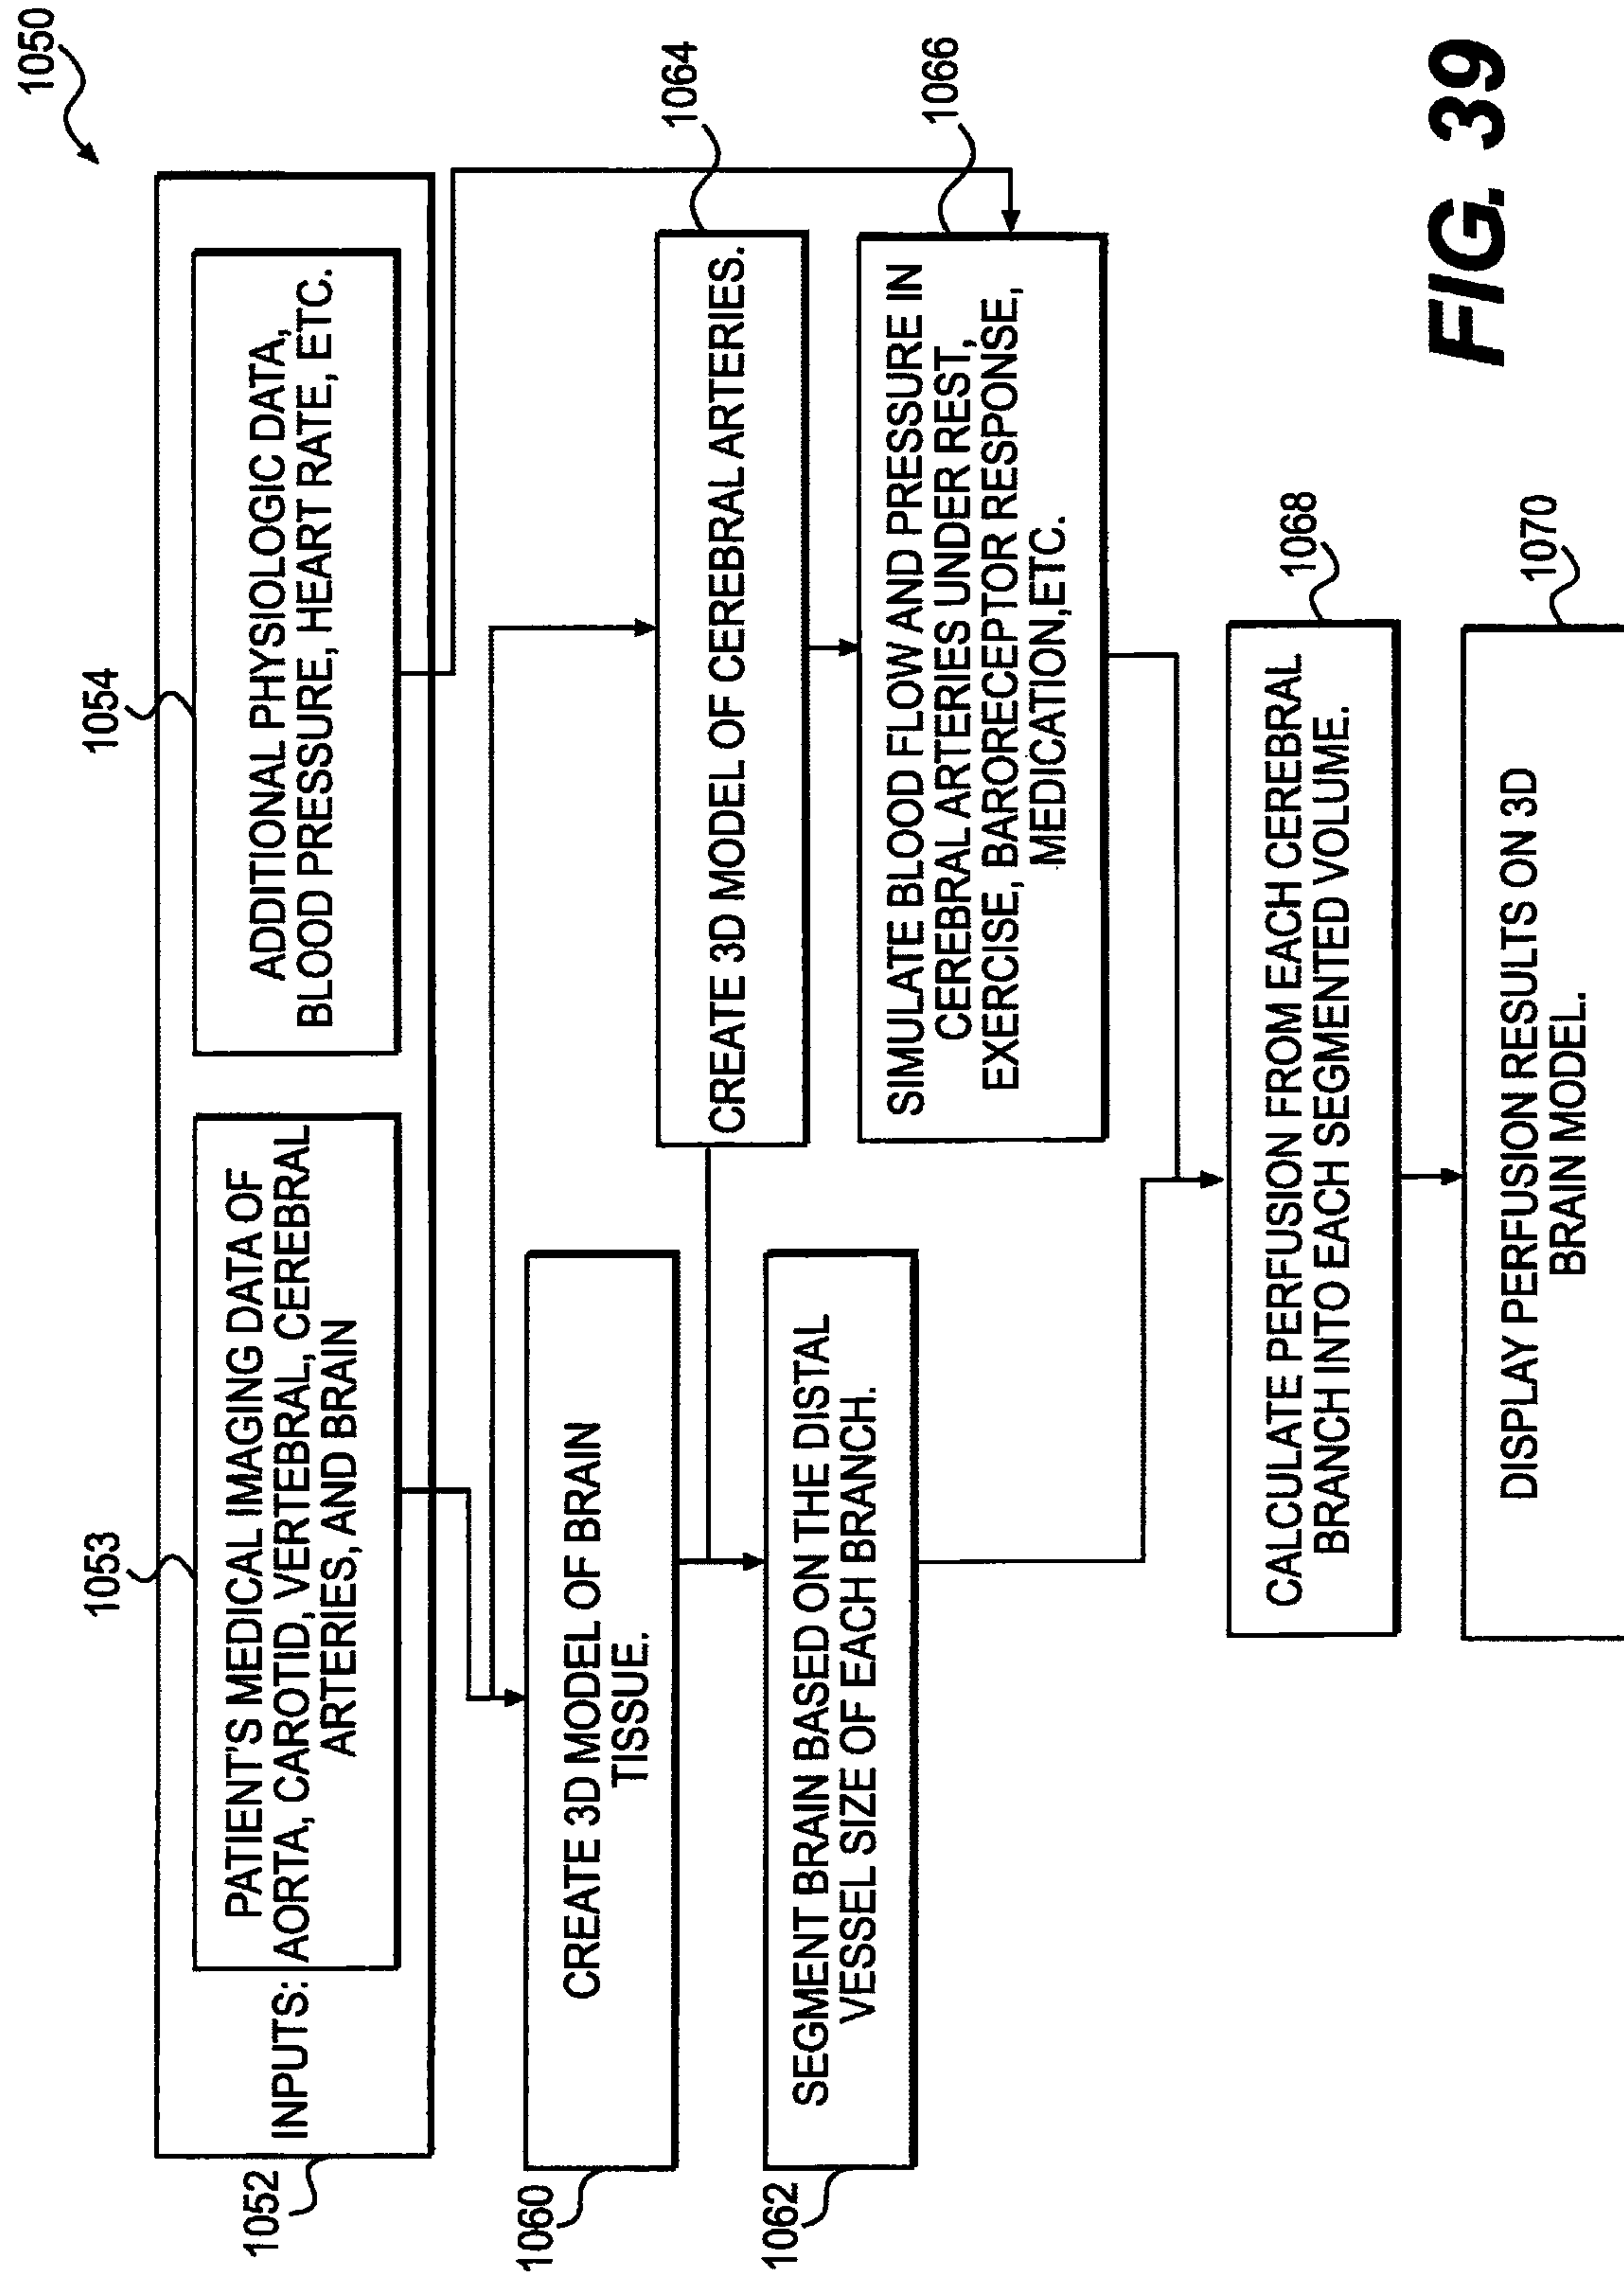 1050
1053
1054
1052
INPUTS:
PATIENT'S MEDICAL IMAGING DATA OF
AORTA, CAROTID, VERTEBRAL, CEREBRAL
ARTERIES, AND BRAIN
ADDITIONAL PHYSIOLOGIC DATA,
BLOOD PRESSURE, HEART RATE, ETC.
1060
CREATE 3D MODEL OF BRAIN
TISSUE.
1064
CREATE 3D MODEL OF CEREBRAL ARTERIES.
1062
SEGMENT BRAIN BASED ON THE DISTAL
VESSEL SIZE OF EACH BRANCH.
1066
SIMULATE BLOOD FLOW AND PRESSURE IN
CEREBRAL ARTERIES UNDER REST,
EXERCISE, BARORECEPTOR RESPONSE,
MEDICATION,ETC.
1068
CALCULATE PERFUSION FROM EACH CEREBRAL
BRANCH INTO EACH SEGMENTED VOLUME.
1070
DISPLAY PERFUSION RESULTS ON 3D
BRAIN MODEL.
FIG. 39